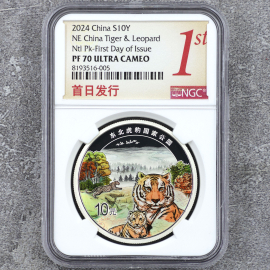 2024 China S10Y
NE China Tiger & Leopard
Ntl Pk-First Day of Issue
PF 70 ULTRA CAMEO
8193516-005
首日发行
1st
NGC
东北虎豹国家公园
10元